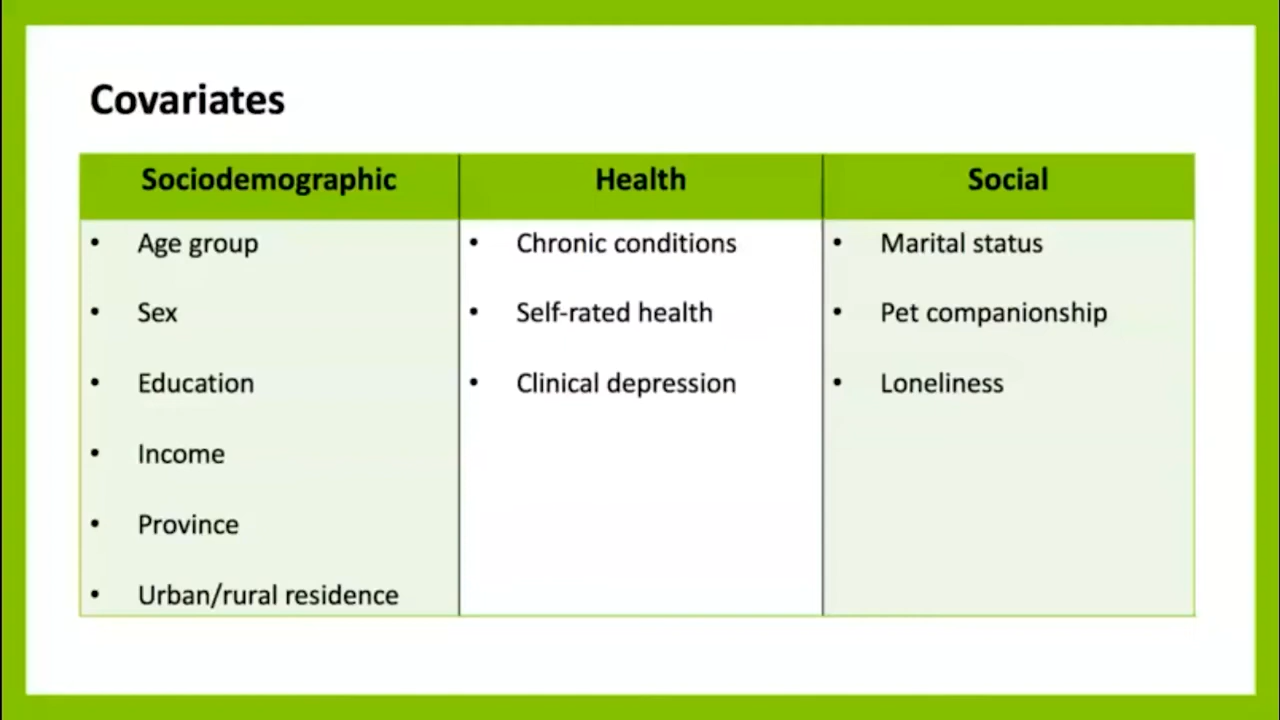 Covariates
Sociodemographic
Health
Social
• Age group
• Sex
• Education
• Income
• Province
• Urban/rural residence
• Chronic conditions
• Self-rated health
• Clinical depression
• Marital status
• Pet companionship
• Loneliness